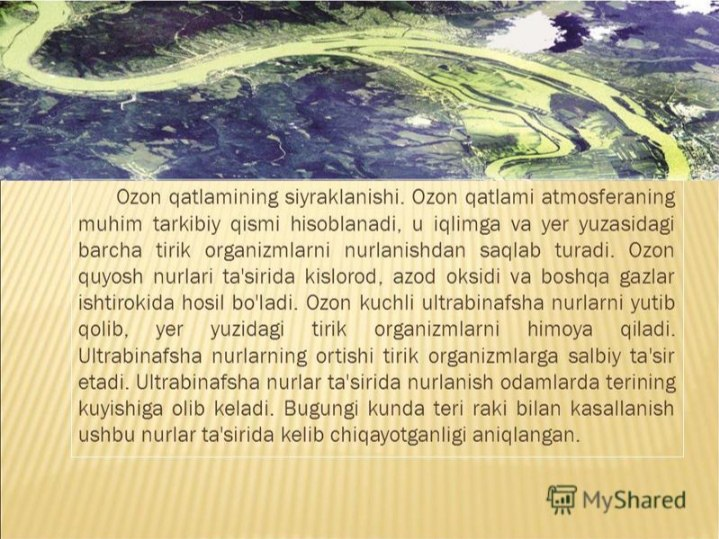 Ozon qatlamining siyraklanishi. Ozon qatlami atmosferaning
muhim tarkibiy qismi hisoblanadi, u iqlimga va yer yuzasidagi
barcha tirik organizmlarni nurlanishdan saqlab turadi. Ozon
quyosh nurlari ta'sirida kislorod, azod oksidi va boshqa gazlar
ishtirokida hosil bo'ladi. Ozon kuchli ultrabinafsha nurlarni yutib
qolib, yer yuzidagi tirik organizmlarni himoya qiladi.
Ultrabinafsha nurlarning ortishi tirik organizmlarga salbiy ta'sir
etadi. Ultrabinafsha nurlar ta'sirida nurlanish odamlarda terining
kuyishiga olib keladi. Bugungi kunda teri raki bilan kasallanish
ushbu nurlar ta'sirida kelib chiqayotganligi aniqlangan.
MyShared